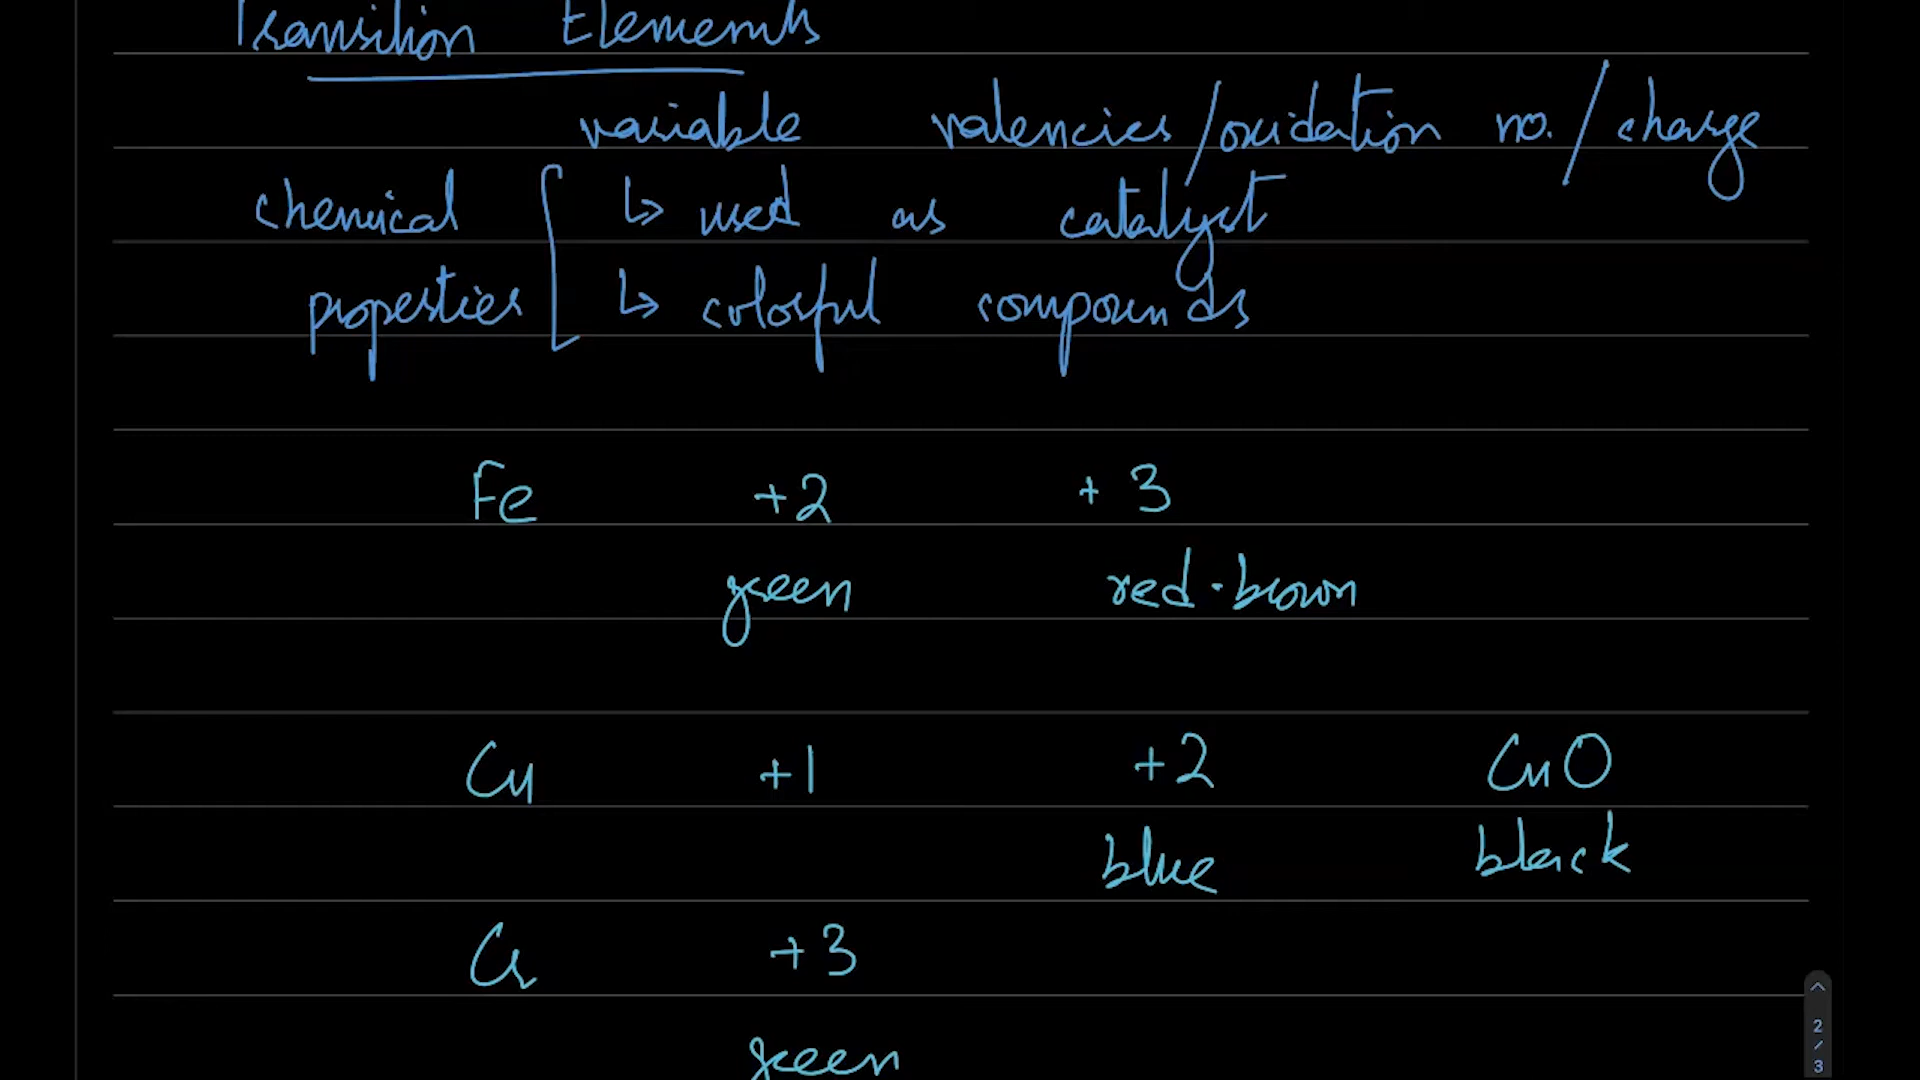 Transition Elements
variable valencies/oxidation no./charge
chemical ↳ used as catalyst
properties ↳ colorful compounds
Fe +2 +3
green red-brown
Cu +1 +2 CuO
blue black
Cr +3
green
2/3